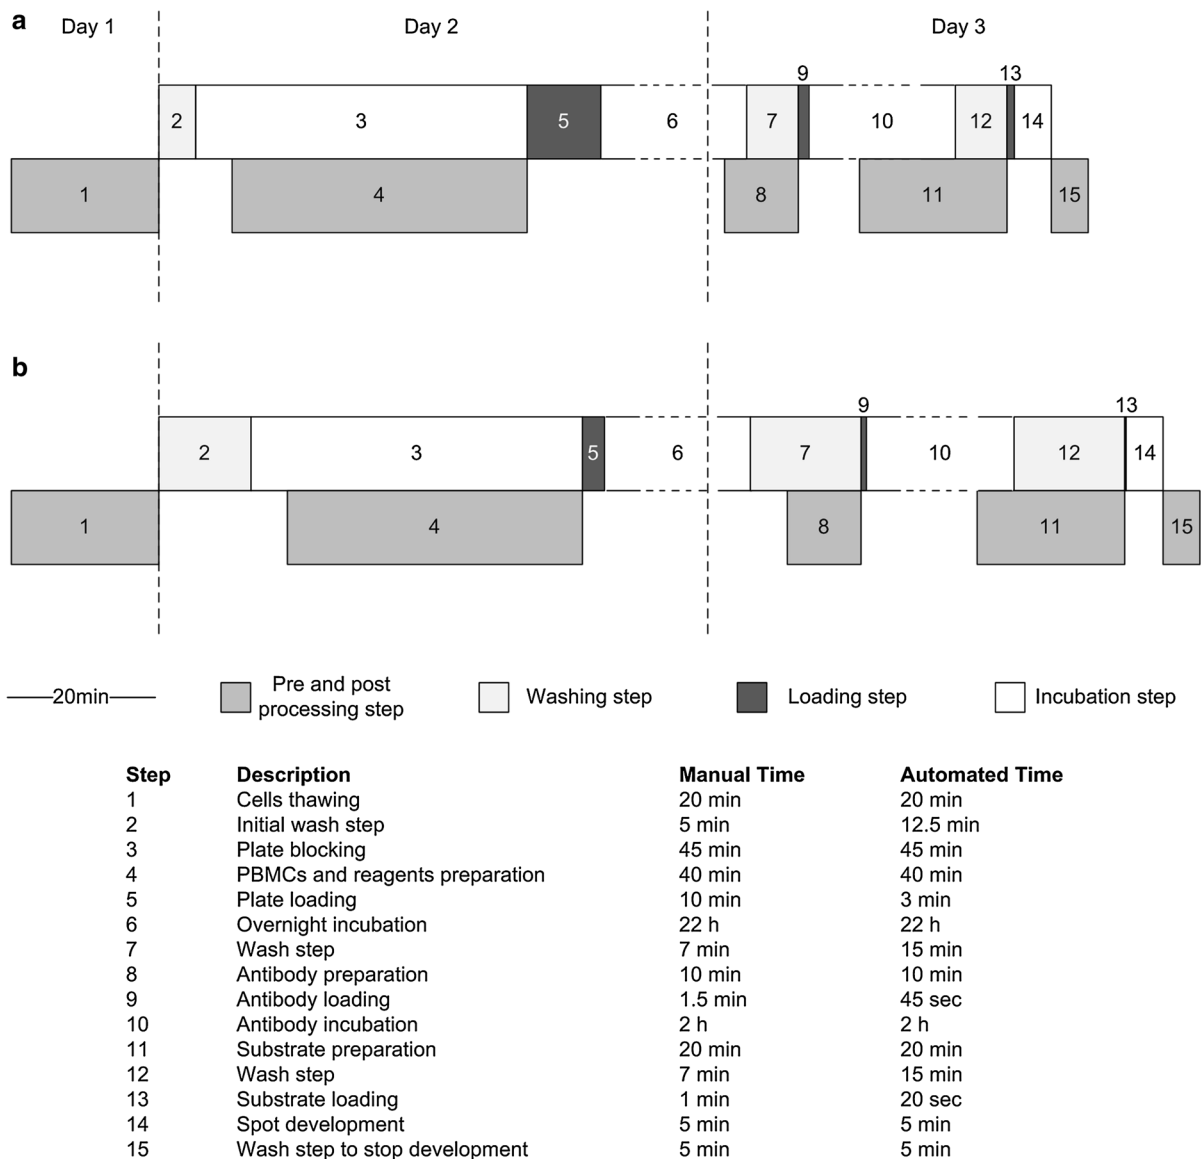 a
Day 1 Day 2 Day 3
9 13
2 3 5 6 7 10 12 14
1 4 8 11 15
b
9 13
2 3 5 6 7 10 12 14
1 4 8 11 15
20min
Pre and post
processing step
Washing step
Loading step
Incubation step
Step Description Manual Time Automated Time
1 Cells thawing 20 min 20 min
2 Initial wash step 5 min 12.5 min
3 Plate blocking 45 min 45 min
4 PBMCs and reagents preparation 40 min 40 min
5 Plate loading 10 min 3 min
6 Overnight incubation 22 h 22 h
7 Wash step 7 min 15 min
8 Antibody preparation 10 min 10 min
9 Antibody loading 1.5 min 45 sec
10 Antibody incubation 2 h 2 h
11 Substrate preparation 20 min 20 min
12 Wash step 7 min 15 min
13 Substrate loading 1 min 20 sec
14 Spot development 5 min 5 min
15 Wash step to stop development 5 min 5 min